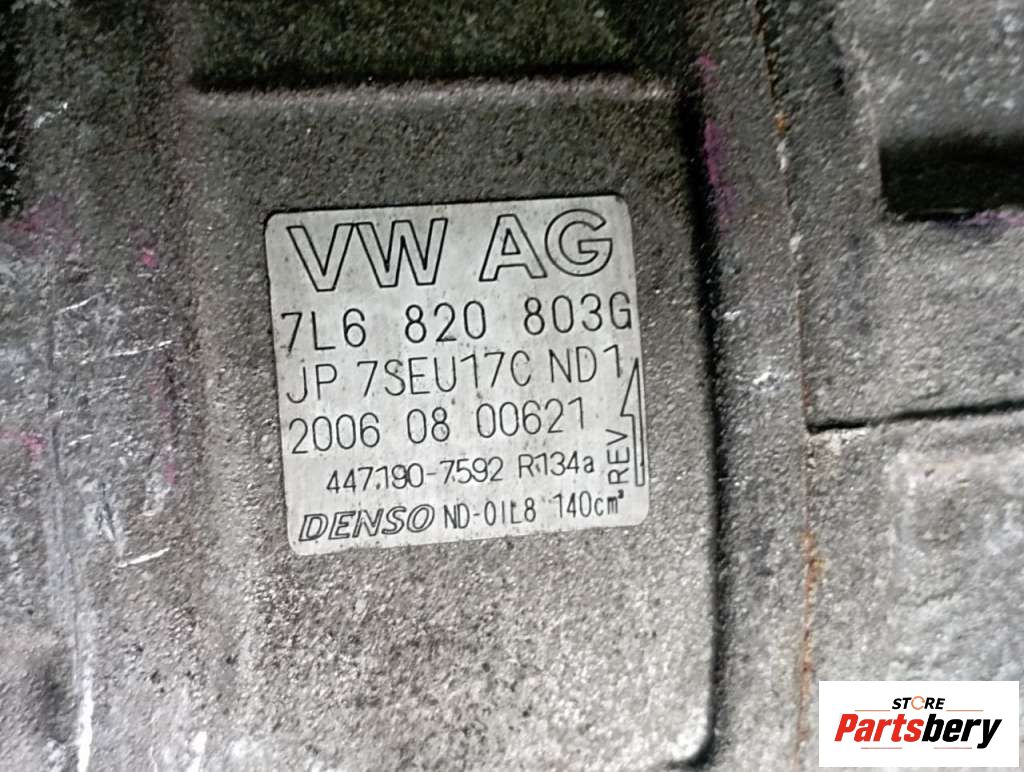 VW AG
7L6 820 803G
JP 7SEU17C ND1
2006 08 00621
447190-7592 R134a
REV
DENSO ND-OIL8 140cm³
STORE
Partsbery